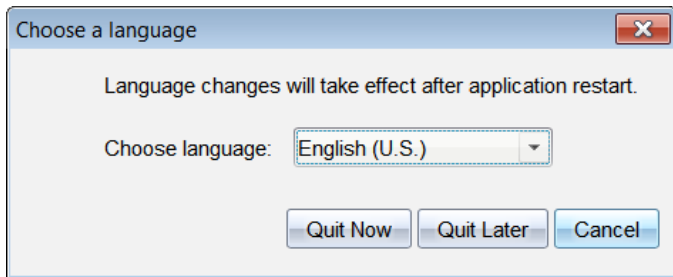 Choose a language
Language changes will take effect after application restart.
Choose language: English (U.S.)
Quit Now Quit Later Cancel